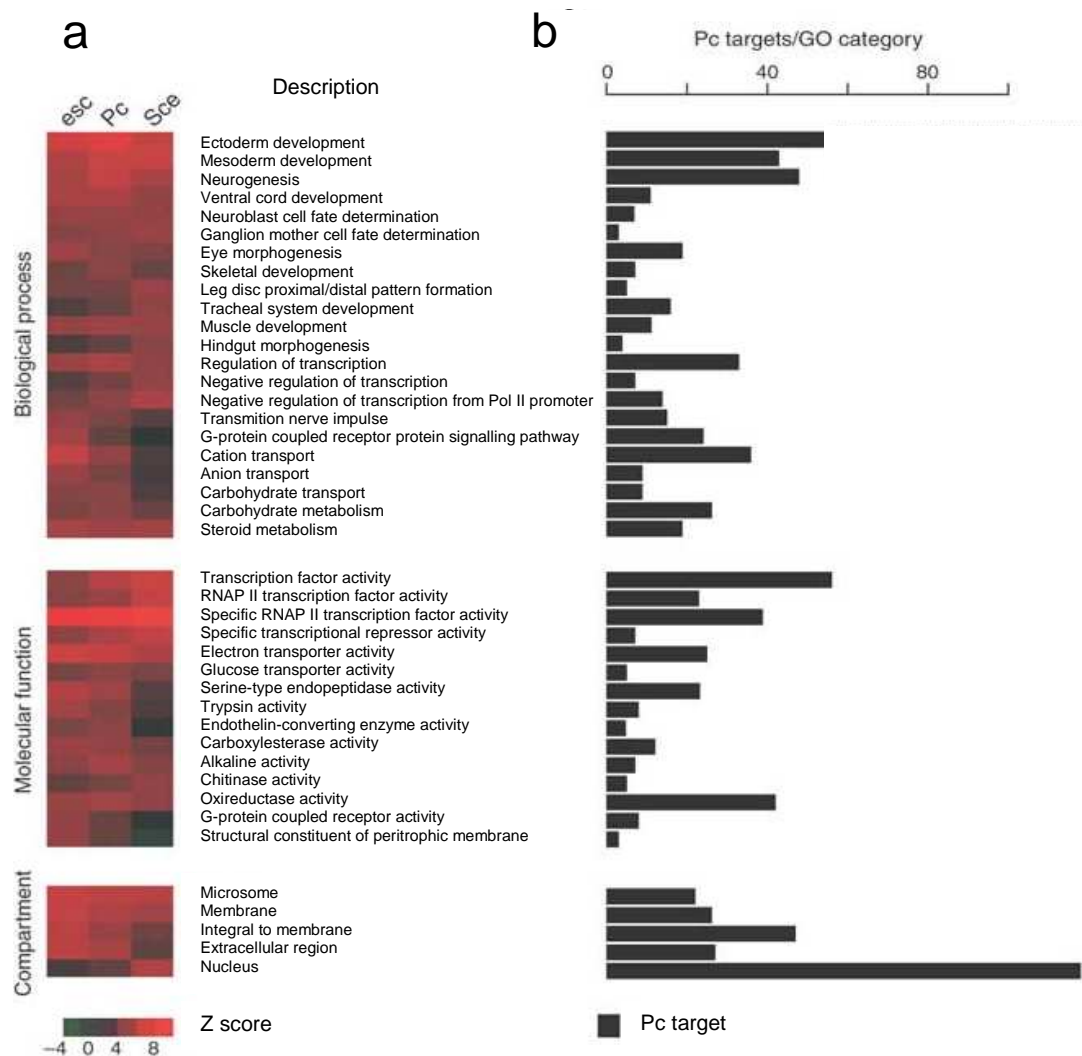 a
b
Pc targets/GO category
0 40 80
Description
esc Pc Sce
Biological process
Ectoderm development
Mesoderm development
Neurogenesis
Ventral cord development
Neuroblast cell fate determination
Ganglion mother cell fate determination
Eye morphogenesis
Skeletal development
Leg disc proximal/distal pattern formation
Tracheal system development
Muscle development
Hindgut morphogenesis
Regulation of transcription
Negative regulation of transcription
Negative regulation of transcription from Pol II promoter
Transmition nerve impulse
G-protein coupled receptor protein signalling pathway
Cation transport
Anion transport
Carbohydrate transport
Carbohydrate metabolism
Steroid metabolism
Molecular function
Transcription factor activity
RNAP II transcription factor activity
Specific RNAP II transcription factor activity
Specific transcriptional repressor activity
Electron transporter activity
Glucose transporter activity
Serine-type endopeptidase activity
Trypsin activity
Endothelin-converting enzyme activity
Carboxylesterase activity
Alkaline activity
Chitinase activity
Oxireductase activity
G-protein coupled receptor activity
Structural constituent of peritrophic membrane
Compartment
Microsome
Membrane
Integral to membrane
Extracellular region
Nucleus
Z score
−4 0 4 8
Pc target